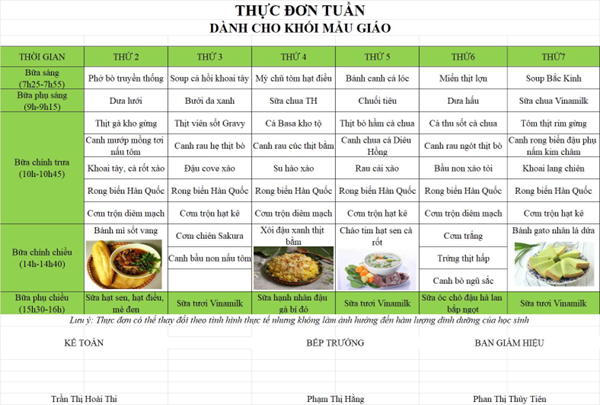 THỰC ĐƠN TUẦN
DÀNH CHO KHỐI MẪU GIÁO
THỜI GIAN THỨ 2 THỨ 3 THỨ 4 THỨ 5 THỨ6 THỨ7
Bữa sáng
(7h25-7h55)
Phở bò truyền thống Soup cá hồi khoai tây Mỳ chũ tôm hạt điều Bánh canh cá lóc Miến thịt lợn Soup Bắc Kinh
Bữa phụ sáng
(9h-9h15)
Dưa lưới Bưởi da xanh Sữa chua TH Chuối tiêu Dưa hấu Sữa chua Vinamilk
Bữa chính trưa
(10h-10h45)
Thịt gà kho gừng Thịt viên sốt Gravy Cá Basa kho tộ Thịt bò hầm cà chua Cá thu sốt cà chua Tôm thịt rim gừng
Canh mướp mồng tơi
nấu tôm
Canh rau hẹ thịt bò Canh rau cúc thịt bằm Canh chua cá Diêu
Hồng
Canh rau ngót thịt bò Canh rong biển đậu phụ
nấm kim châm
Khoai tây, cà rốt xào Đậu cove xào Su hào xào Rau cải xào Bầu non xào tỏi Khoai lang chiên
Rong biển Hàn Quốc Rong biển Hàn Quốc Rong biển Hàn Quốc Rong biển Hàn Quốc Rong biển Hàn Quốc Rong biển Hàn Quốc
Cơm trộn diêm mạch Cơm trộn hạt kê Cơm trộn diêm mạch Cơm trộn hạt kê Cơm trộn diêm mạch Cơm trộn hạt kê
Bữa chính chiều
(14h-14h40)
Bánh mì sốt vang
Cơm chiên Sakura
Canh bầu non nấu tôm
Xôi đậu xanh thịt
bằm
Cháo tim hạt sen cà
rốt
Cơm trắng
Trứng thịt hấp
Canh bò ngũ sắc
Bánh gato nhân lá dứa
Bữa phụ chiều
(15h30-16h)
Sữa hạt sen, hạt điều,
mè đen
Sữa tươi Vinamilk
Sữa hạnh nhân đậu
gà bí đỏ
Sữa tươi Vinamilk
Sữa óc chó đậu hà lan
bắp ngọt
Sữa tươi Vinamilk
Lưu ý: Thực đơn có thể thay đổi theo tình hình thực tế nhưng không làm ảnh hưởng đến hàm lượng dinh dưỡng của học sinh
KẾ TOÁN BẾP TRƯỞNG BAN GIÁM HIỆU
Trần Thị Hoài Thi Phạm Thị Hằng Phan Thị Thủy Tiên